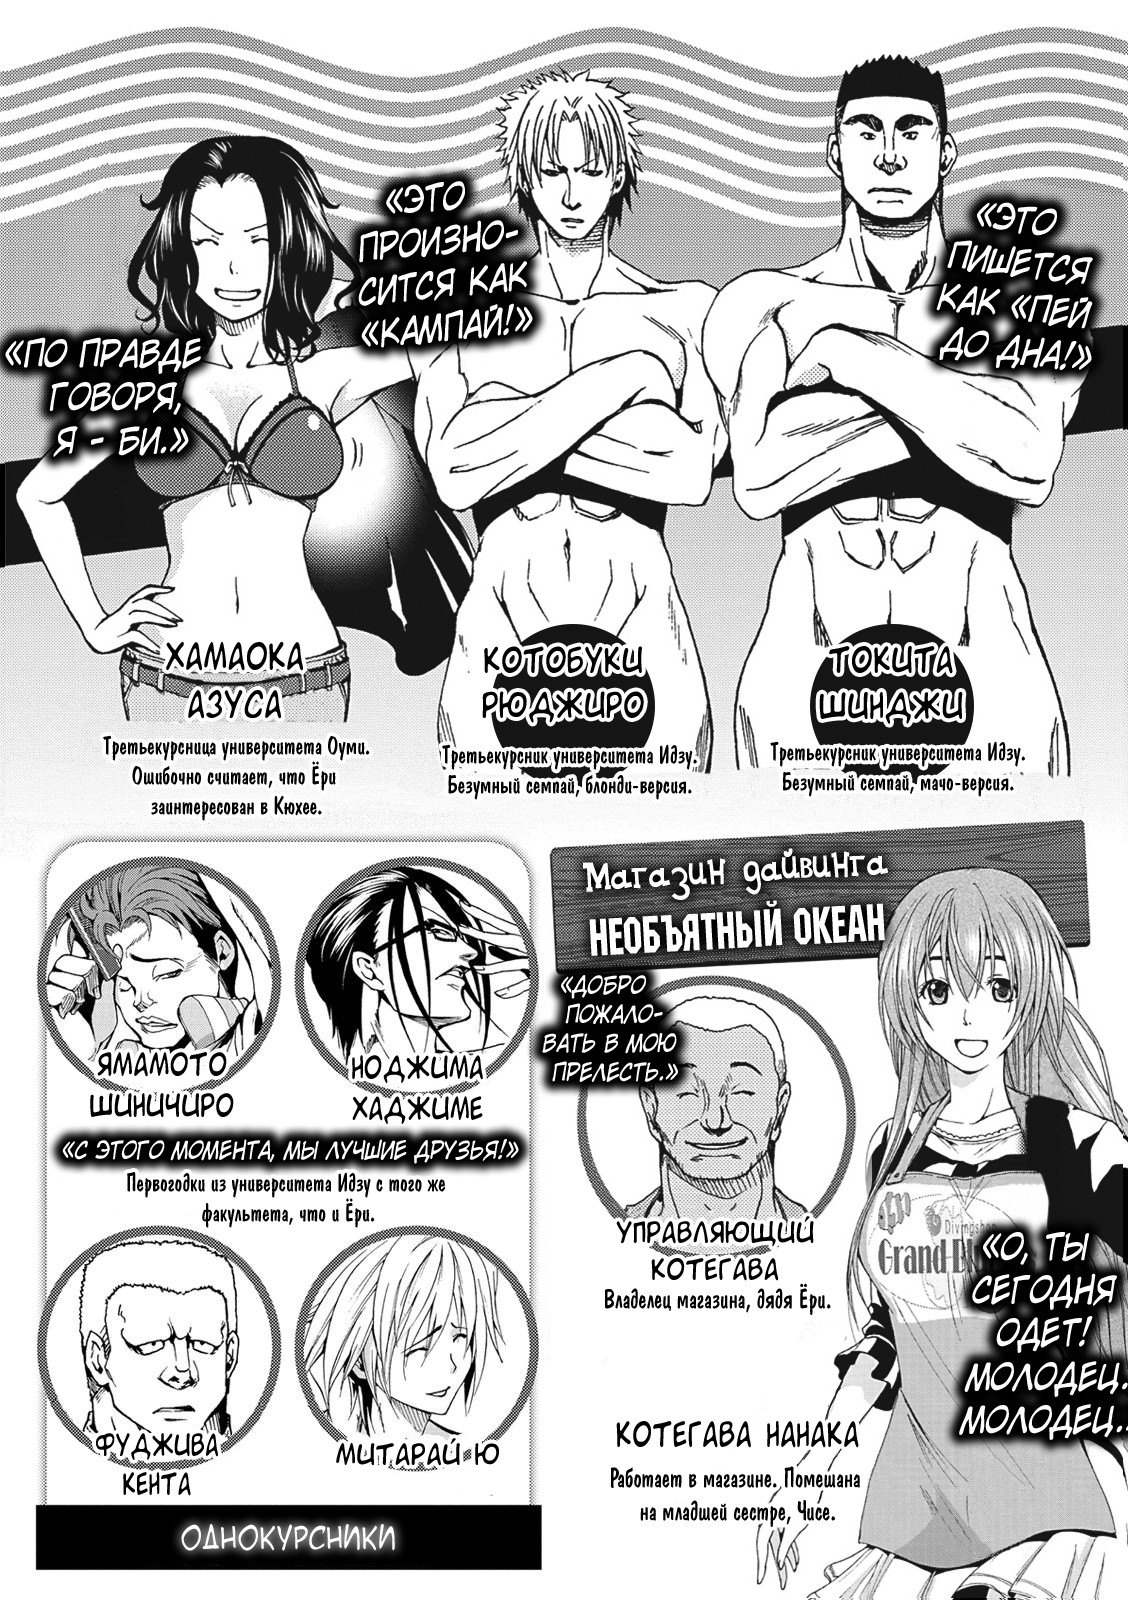 «ПО ПРАВДЕ
ГОВОРЯ,
Я - БИ.»
«ЭТО
ПРОИЗНО-
СИТСЯ КАК
«КАМПАЙ!»
«ЭТО
ПИШЕТСЯ
КАК «ПЕЙ
ДО ДНА!»
ХАМАОКА
АЗУСА
Третьекурсница университета Оуми.
Ошибочно считает, что Ёри
заинтересован в Кюхее.
КОТОБУКИ
РЮДЖИРО
Третьекурсник университета Идзу.
Безумный семпай, блонди-версия.
ТОКИТА
ШИНДЖИ
Третьекурсник университета Идзу.
Безумный семпай, мачо-версия.
ЯМАМОТО
ШИНИЧИРО
НОДЖИМА
ХАДЖИМЕ
«С ЭТОГО МОМЕНТА, МЫ ЛУЧШИЕ ДРУЗЬЯ!»
Первогодки из университета Идзу с того же
факультета, что и Ёри.
ФУДЖИВА
КЕНТА
МИТАРАЙ Ю
ОДНОКУРСНИКИ
Магазин дайвинга
НЕОБЪЯТНЫЙ ОКЕАН
«ДОБРО
ПОЖАЛО-
ВАТЬ В МОЮ
ПРЕЛЕСТЬ.»
УПРАВЛЯЮЩИЙ
КОТЕГАВА
Владелец магазина, дядя Ёри.
Divingshop
Grand Bl
«О, ТЫ
СЕГОДНЯ
ОДЕТ!
МОЛОДЕЦ.
МОЛОДЕЦ..
КОТЕГАВА НАНАКА
Работает в магазине. Помешана
на младшей сестре, Чисе.